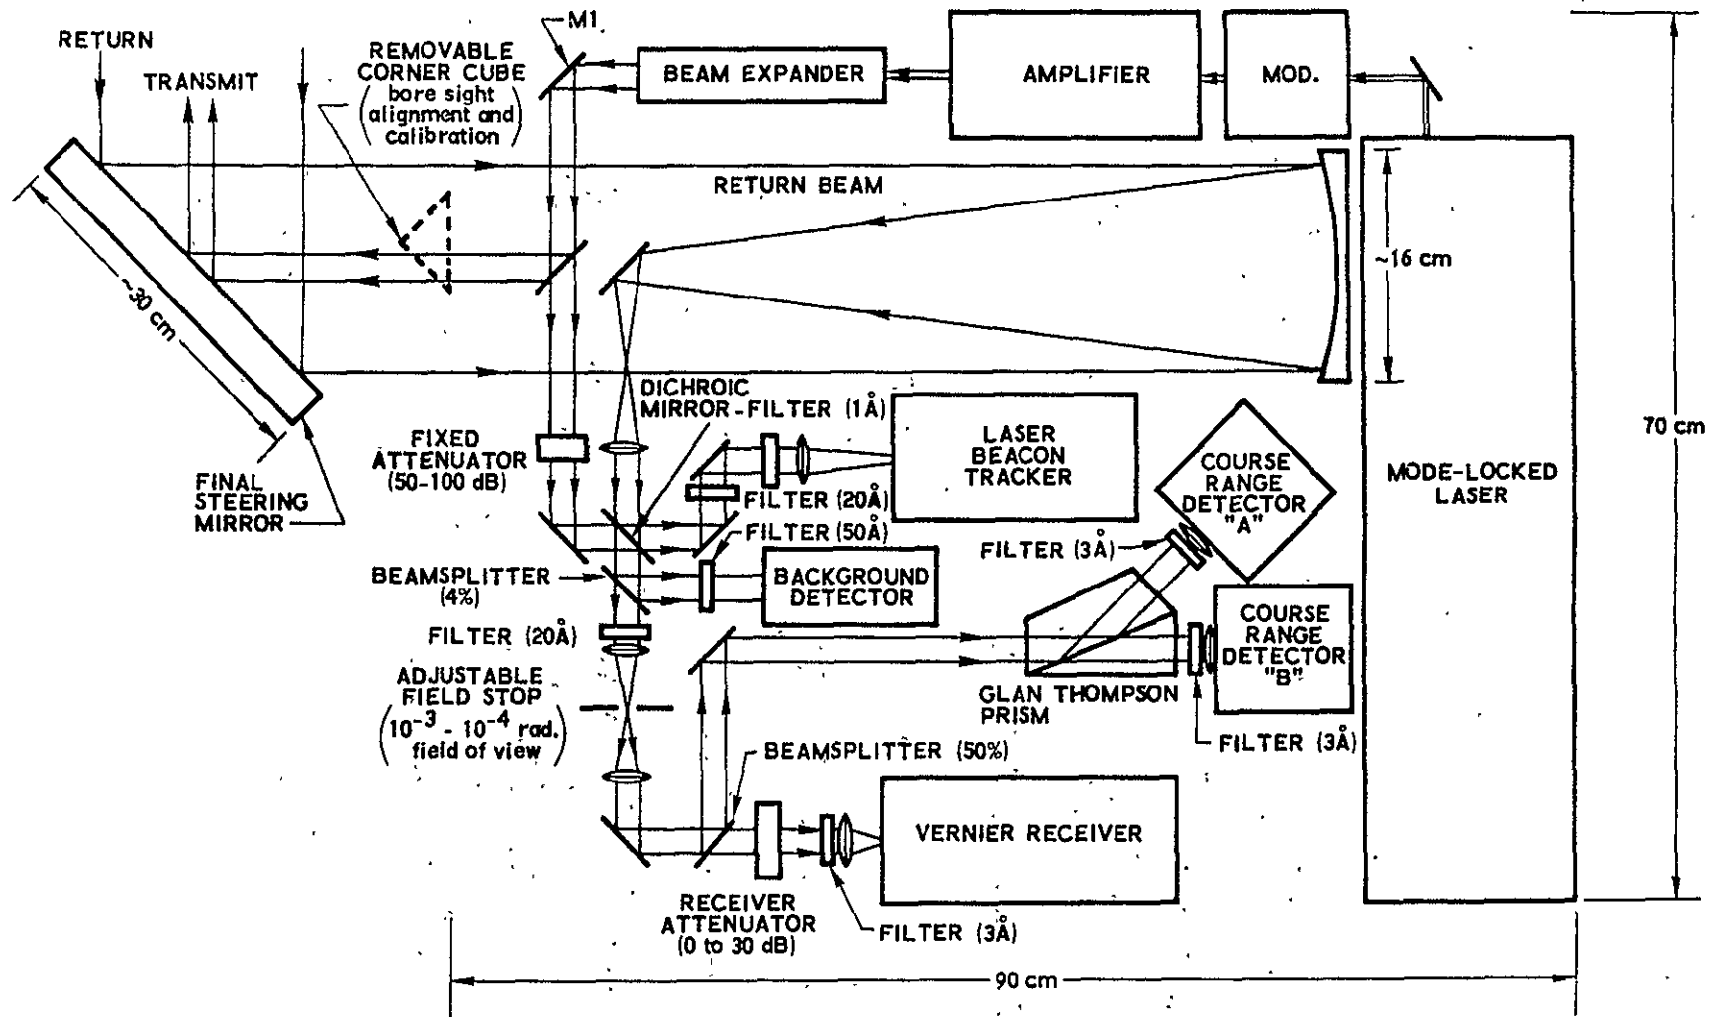 RETURN
TRANSMIT
REMOVABLE
CORNER CUBE
(bore sight
alignment and
calibration)
M1
BEAM EXPANDER
AMPLIFIER
MOD.
RETURN BEAM
~30 cm
~16 cm
70 cm
FINAL
STEERING
MIRROR
FIXED
ATTENUATOR
(50-100 dB)
DICHROIC
MIRROR-FILTER (1Å)
LASER
BEACON
TRACKER
FILTER (20Å)
FILTER (50Å)
COURSE
RANGE
DETECTOR
"A"
MODE-LOCKED
LASER
FILTER (3Å)
BEAMSPLITTER
(4%)
BACKGROUND
DETECTOR
FILTER (20Å)
COURSE
RANGE
DETECTOR
"B"
ADJUSTABLE
FIELD STOP
(10⁻³ - 10⁻⁴ rad.
field of view)
GLAN THOMPSON
PRISM
FILTER (3Å)
BEAMSPLITTER (50%)
VERNIER RECEIVER
RECEIVER
ATTENUATOR
(0 to 30 dB)
FILTER (3Å)
90 cm